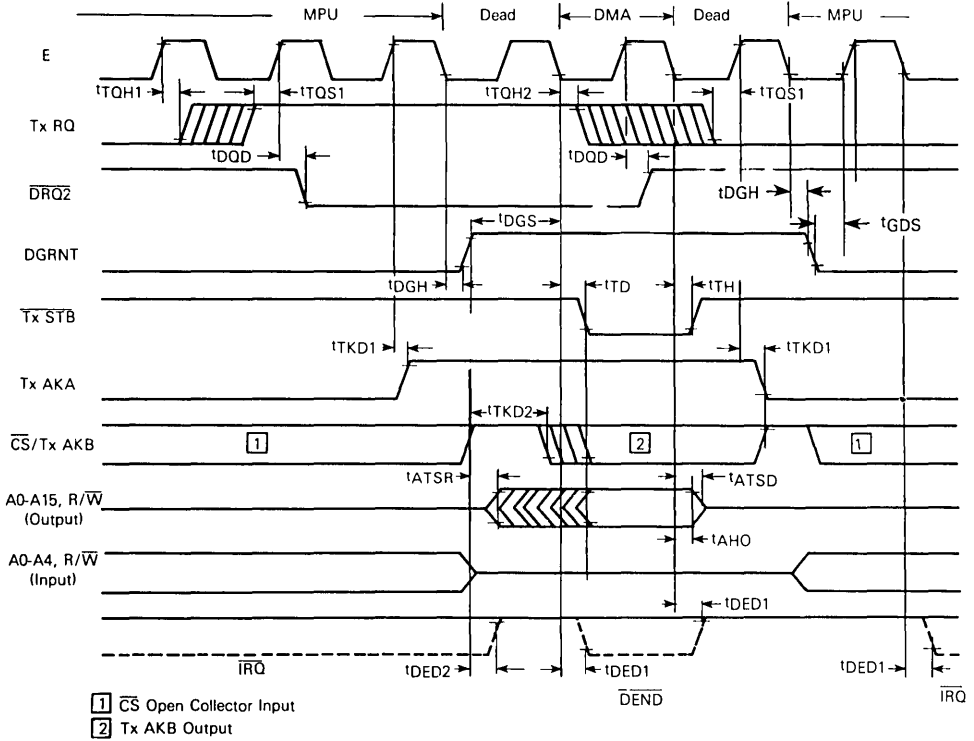 MPU Dead DMA Dead MPU
E
tTQH1 tTQS1 tTQH2 tTQS1
Tx RQ
tDQD tDQD
DRQ2
tDGH
tDGS tGDS
DGRNT
tDGH tTD tTH
Tx STB
tTKD1 tTKD1
Tx AKA
tTKD2
CS/Tx AKB 1 2 1
tATSR tATSD
A0-A15, R/W
(Output)
tAHO
A0-A4, R/W
(Input)
tDED1
IRQ tDED2 tDED1 DEND tDED1 IRQ
1 CS Open Collector Input
2 Tx AKB Output